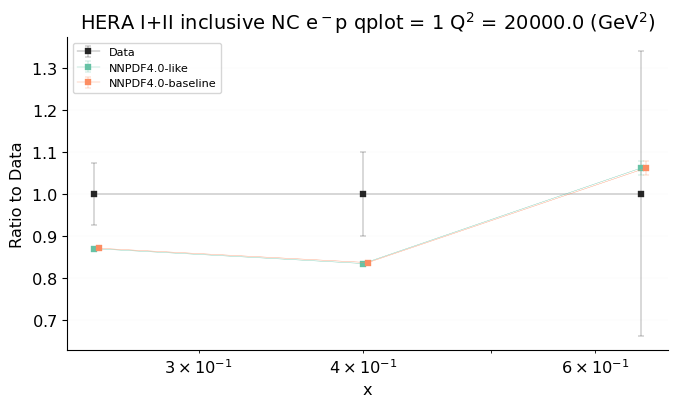 HERA I+II inclusive NC e⁻p qplot = 1 Q² = 20000.0 (GeV²)
Data
NNPDF4.0-like
NNPDF4.0-baseline
Ratio to Data
1.3
1.2
1.1
1.0
0.9
0.8
0.7
3 × 10⁻¹ 4 × 10⁻¹ 6 × 10⁻¹
x